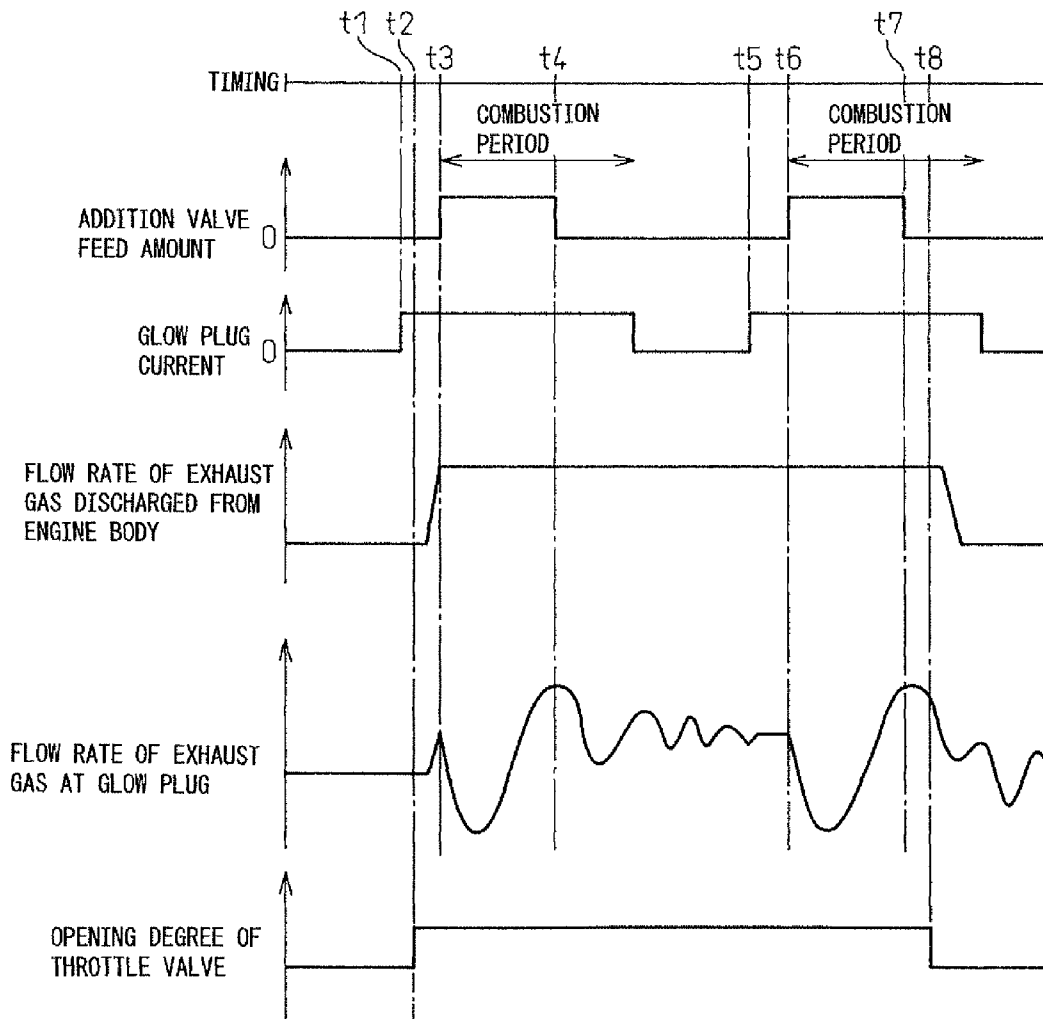 t1 t2 t3 t4 t5 t6 t7 t8
TIMING
COMBUSTION
PERIOD
COMBUSTION
PERIOD
ADDITION VALVE
FEED AMOUNT
0
GLOW PLUG
CURRENT
0
FLOW RATE OF EXHAUST
GAS DISCHARGED FROM
ENGINE BODY
FLOW RATE OF EXHAUST
GAS AT GLOW PLUG
OPENING DEGREE OF
THROTTLE VALVE